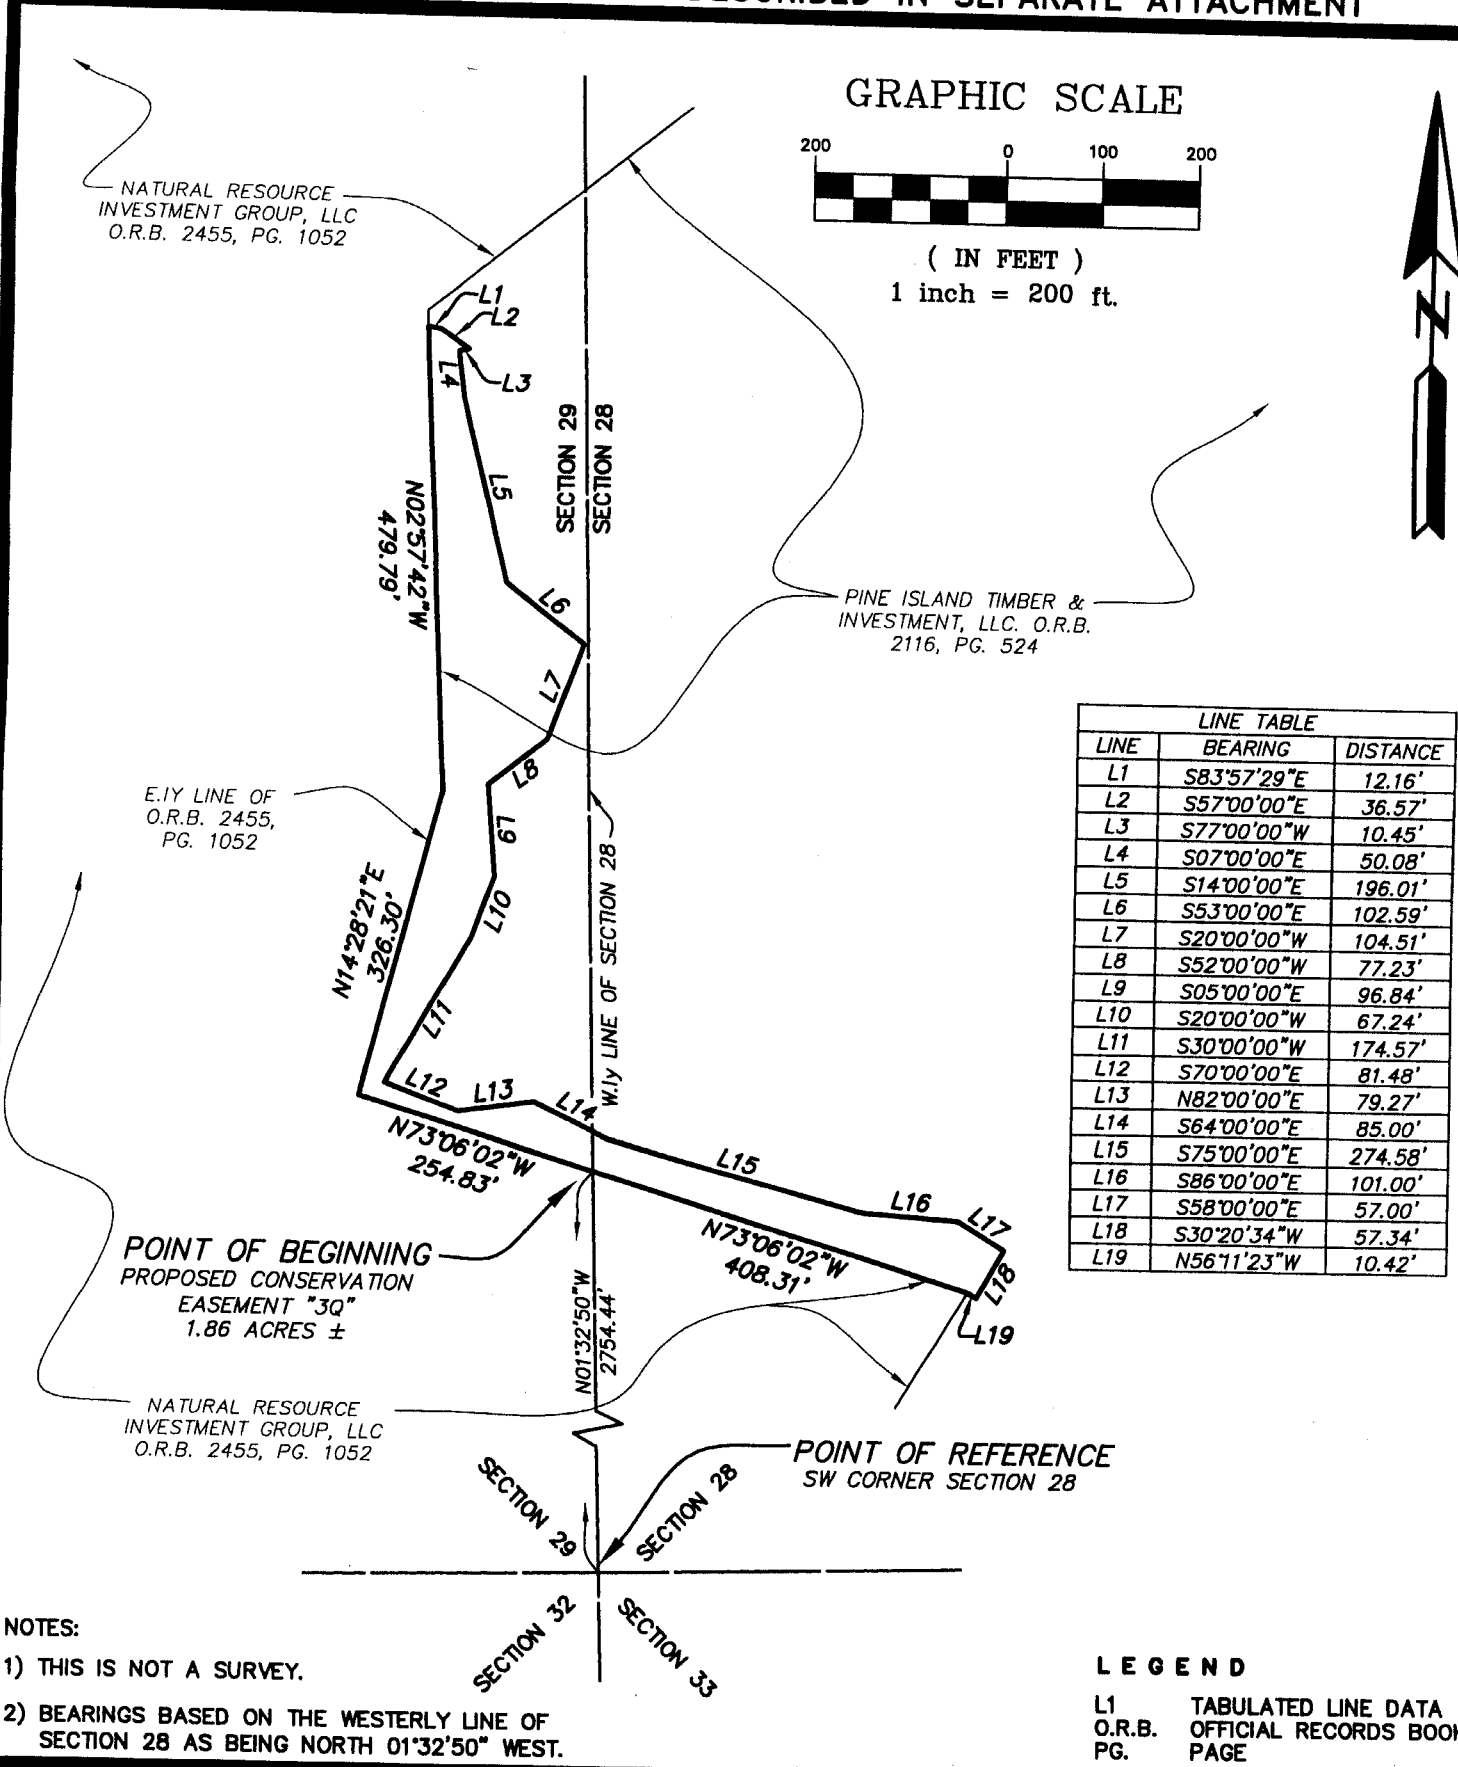 IN SEPARATE ATTACHMENT
GRAPHIC SCALE
200 0 100 200
( IN FEET )
1 inch = 200 ft.
N
NATURAL RESOURCE
INVESTMENT GROUP, LLC
O.R.B. 2455, PG. 1052
L1
L2
L3
L4
L5
L6
L7
L8
L9
L10
L11
L12
L13
L14
L15
L16
L17
L18
L19
SECTION 29
SECTION 28
N02°57'42"W
479.79'
PINE ISLAND TIMBER &
INVESTMENT, LLC. O.R.B.
2116, PG. 524
E.lY LINE OF
O.R.B. 2455,
PG. 1052
N14°28'21"E
326.30'
W.ly LINE OF SECTION 28
N73°06'02"W
254.83'
N73°06'02"W
408.31'
POINT OF BEGINNING
PROPOSED CONSERVATION
EASEMENT "3Q"
1.86 ACRES ±
N01°32'50"W
2754.44'
NATURAL RESOURCE
INVESTMENT GROUP, LLC
O.R.B. 2455, PG. 1052
POINT OF REFERENCE
SW CORNER SECTION 28
SECTION 29
SECTION 28
SECTION 32
SECTION 33
LINE TABLE
LINE BEARING DISTANCE
L1 S83°57'29"E 12.16'
L2 S57°00'00"E 36.57'
L3 S77°00'00"W 10.45'
L4 S07°00'00"E 50.08'
L5 S14°00'00"E 196.01'
L6 S53°00'00"E 102.59'
L7 S20°00'00"W 104.51'
L8 S52°00'00"W 77.23'
L9 S05°00'00"E 96.84'
L10 S20°00'00"W 67.24'
L11 S30°00'00"W 174.57'
L12 S70°00'00"E 81.48'
L13 N82°00'00"E 79.27'
L14 S64°00'00"E 85.00'
L15 S75°00'00"E 274.58'
L16 S86°00'00"E 101.00'
L17 S58°00'00"E 57.00'
L18 S30°20'34"W 57.34'
L19 N56°11'23"W 10.42'
NOTES:
1) THIS IS NOT A SURVEY.
2) BEARINGS BASED ON THE WESTERLY LINE OF
SECTION 28 AS BEING NORTH 01°32'50" WEST.
LEGEND
L1 TABULATED LINE DATA
O.R.B. OFFICIAL RECORDS BOOK
PG. PAGE